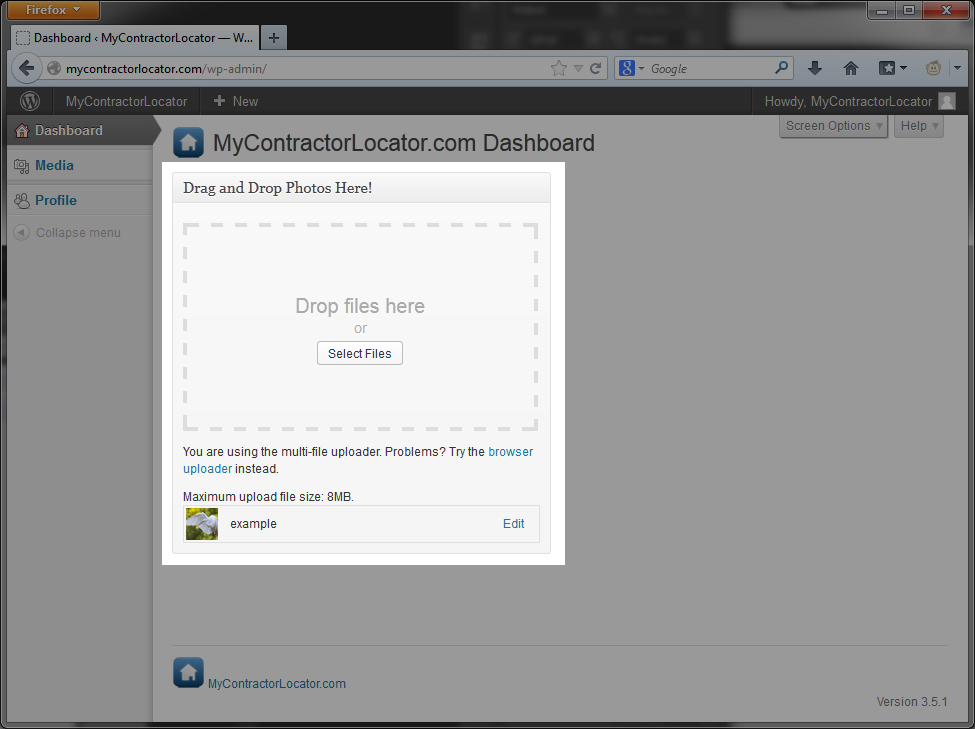 Firefox
Dashboard ‹ MyContractorLocator — W...
mycontractorlocator.com/wp-admin/
Google
MyContractorLocator
+ New
Howdy, MyContractorLocator
Dashboard
Media
Profile
Collapse menu
MyContractorLocator.com Dashboard
Screen Options
Help
Drag and Drop Photos Here!
Drop files here
or
Select Files
You are using the multi-file uploader. Problems? Try the browser
uploader instead.
Maximum upload file size: 8MB.
example
Edit
MyContractorLocator.com
Version 3.5.1